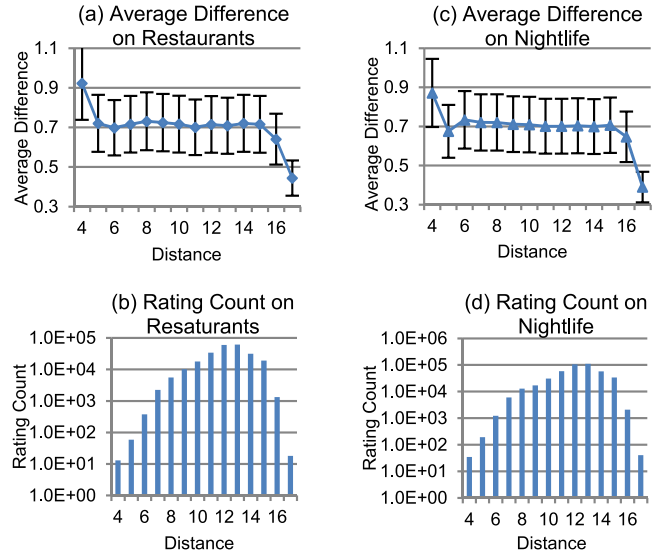 (a) Average Difference
on Restaurants
1.1
0.9
0.7
0.5
0.3
Average Difference
4 6 8 10 12 14 16
Distance
(c) Average Difference
on Nightlife
1.1
0.9
0.7
0.5
0.3
Average Difference
4 6 8 10 12 14 16
Distance
(b) Rating Count on
Resaturants
1.0E+05
1.0E+04
1.0E+03
1.0E+02
1.0E+01
1.0E+00
Rating Count
4 6 8 10 12 14 16
Distance
(d) Rating Count on
Nightlife
1.0E+06
1.0E+05
1.0E+04
1.0E+03
1.0E+02
1.0E+01
1.0E+00
Rating Count
4 6 8 10 12 14 16
Distance